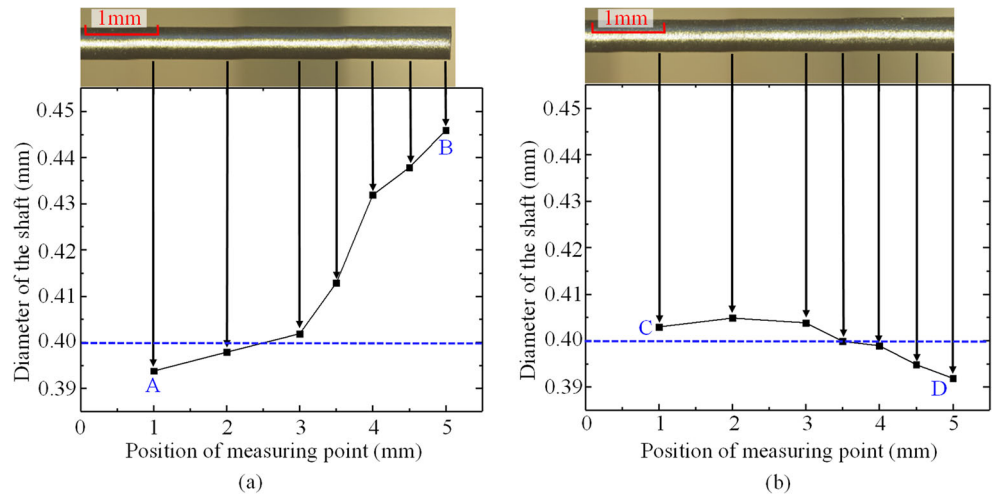 1mm
0.45
0.44
0.43
0.42
0.41
0.40
0.39
Diameter of the shaft (mm)
A
B
0 1 2 3 4 5
Position of measuring point (mm)
(a)
1mm
0.45
0.44
0.43
0.42
0.41
0.40
0.39
Diameter of the shaft (mm)
C
D
0 1 2 3 4 5
Position of measuring point (mm)
(b)